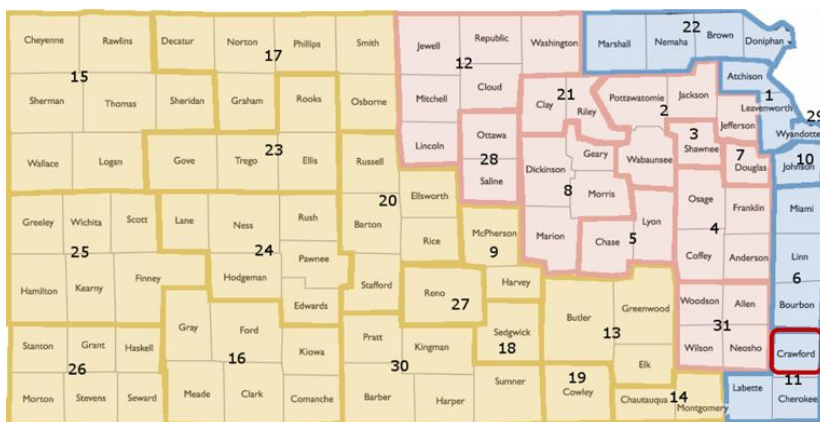 Cheyenne Rawlins Decatur Norton Phillips Smith Jewell Republic Washington Marshall Nemaha Brown Doniphan
15 17 12 22
Sherman Thomas Sheridan Graham Rooks Osborne Mitchell Cloud Clay Riley Pottawatomie Jackson Atchison
21 2 1
Jefferson Leavenworth Wyandotte 29
Wallace Logan Gove Trego Ellis Russell Lincoln Ottawa Dickinson Geary Wabaunsee Shawnee Douglas Johnson
23 28 3 7 10
Saline Morris 8
Greeley Wichita Scott Lane Ness Rush Barton Ellsworth Rice McPherson Marion Chase Lyon Osage Franklin Miami
25 24 20 9 5 4
Hamilton Kearny Finney Hodgeman Pawnee Edwards Stafford Reno Harvey Coffey Anderson Linn
27 6
Stanton Grant Haskell Gray Ford Kiowa Pratt Kingman Sedgwick Butler Greenwood Woodson Allen Bourbon
26 16 30 18 13 31
Elk Wilson Neosho Crawford
Morton Stevens Seward Meade Clark Comanche Barber Harper Sumner Cowley Chautauqua Montgomery Labette Cherokee
19 14 11